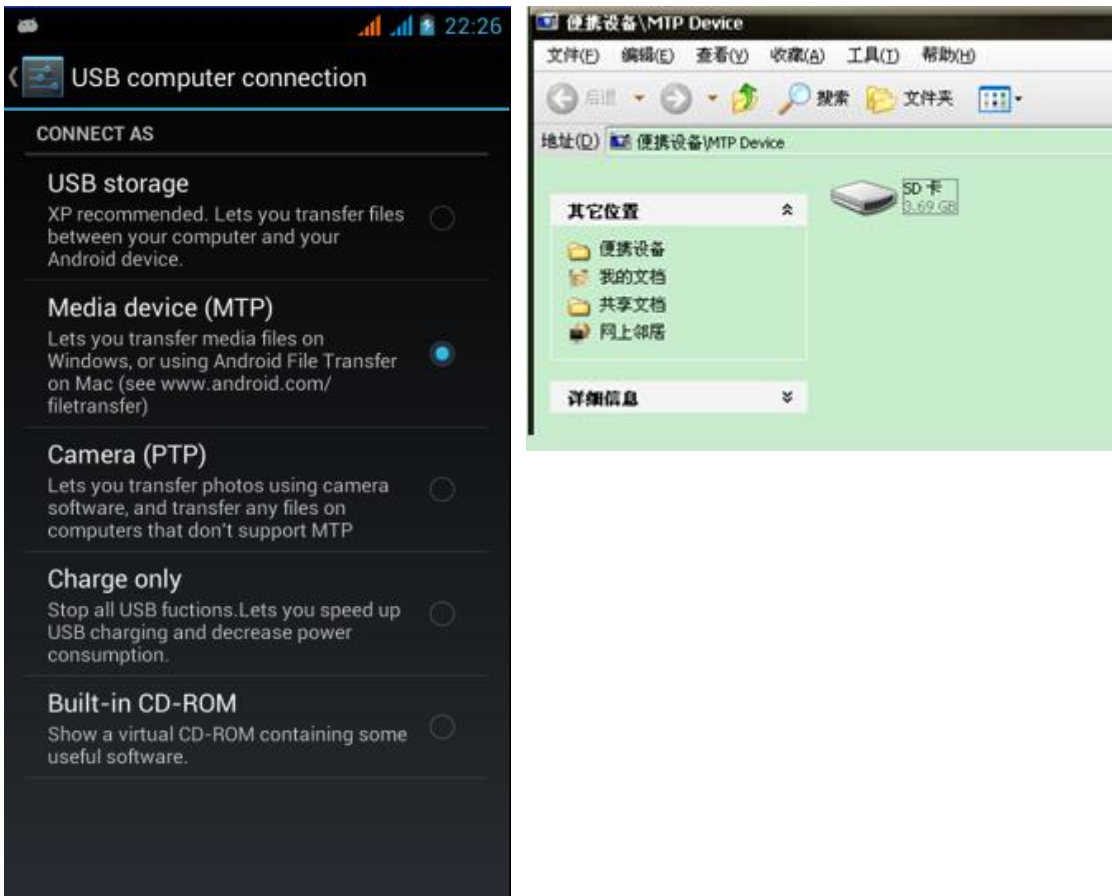 22:26
USB computer connection
CONNECT AS
USB storage
XP recommended. Lets you transfer files
between your computer and your
Android device.
Media device (MTP)
Lets you transfer media files on
Windows, or using Android File Transfer
on Mac (see www.android.com/
filetransfer)
Camera (PTP)
Lets you transfer photos using camera
software, and transfer any files on
computers that don't support MTP
Charge only
Stop all USB fuctions.Lets you speed up
USB charging and decrease power
consumption.
Built-in CD-ROM
Show a virtual CD-ROM containing some
useful software.
便携设备\MTP Device
文件(F) 编辑(E) 查看(V) 收藏(A) 工具(T) 帮助(H)
后退 搜索 文件夹
地址(D) 便携设备\MTP Device
其它位置
便携设备
我的文档
共享文档
网上邻居
详细信息
SD 卡
3.69 GB